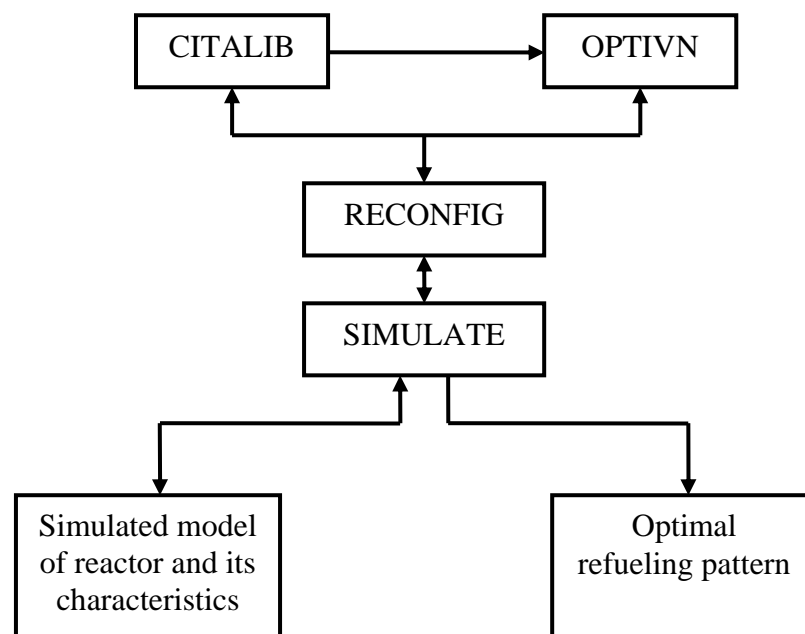 CITALIB
OPTIVN
RECONFIG
SIMULATE
Simulated model
of reactor and its
characteristics
Optimal
refueling pattern